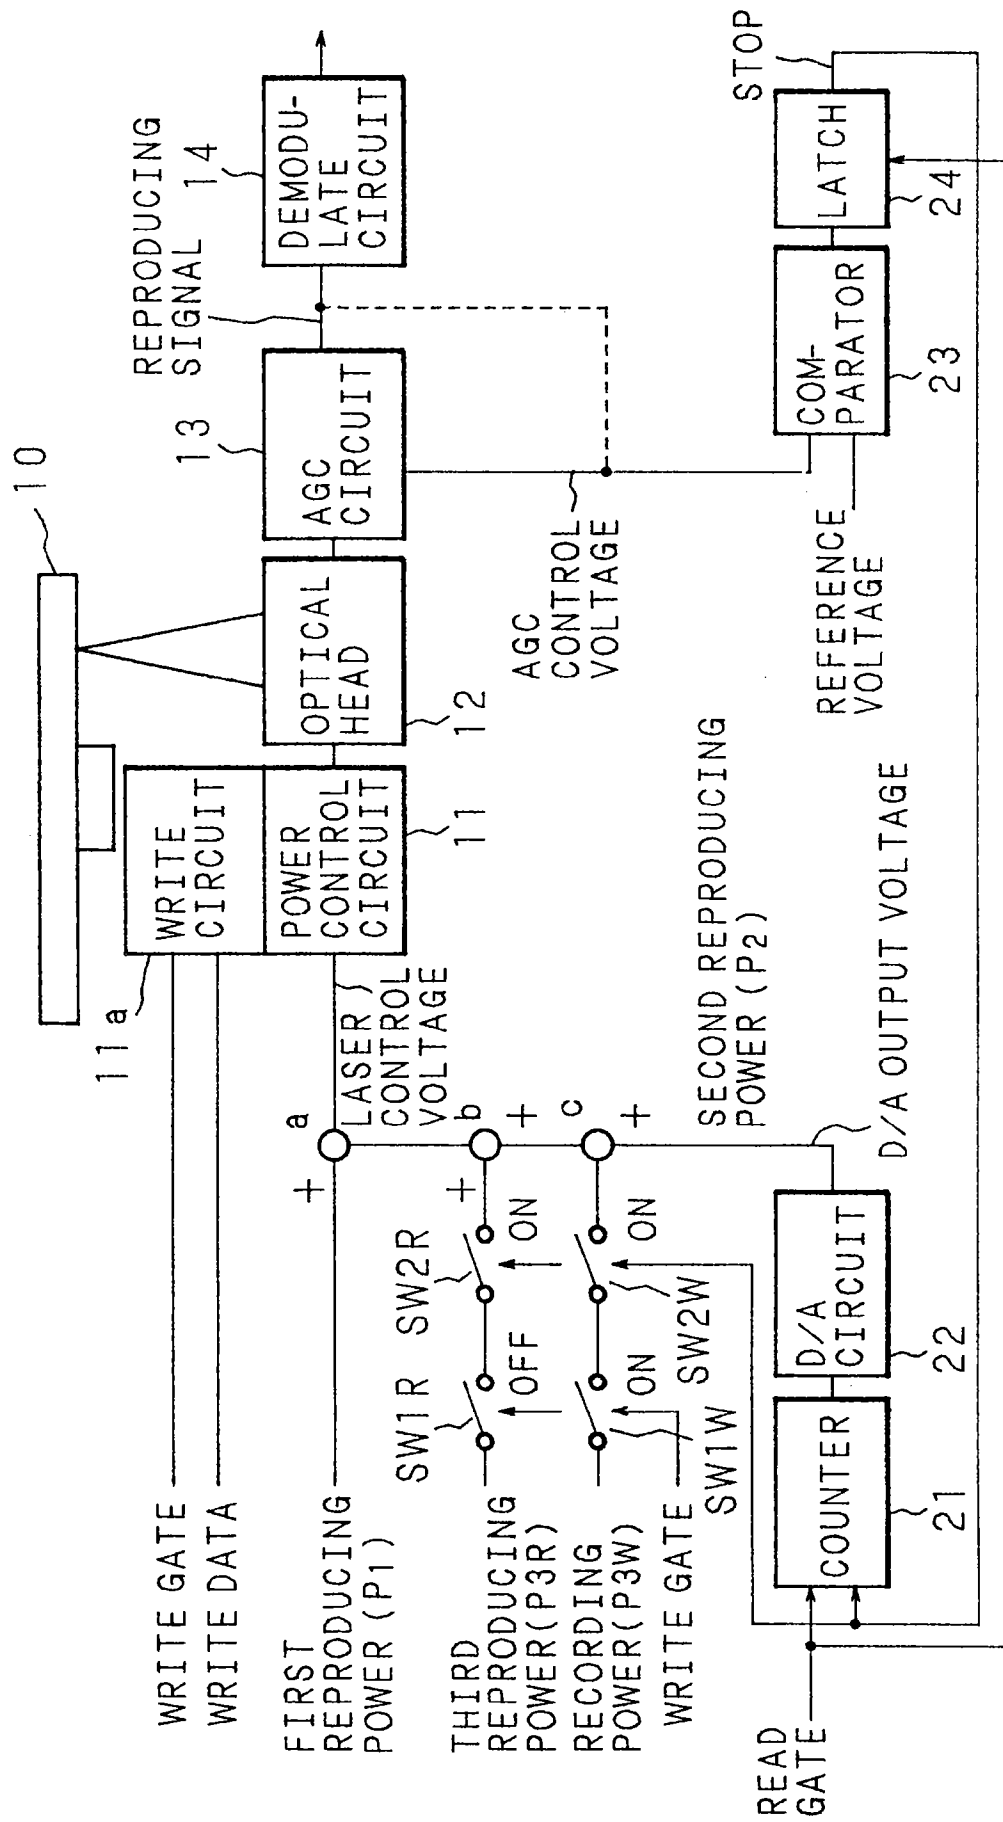 10
11a
WRITE GATE
WRITE DATA
WRITE
CIRCUIT
POWER
CONTROL
CIRCUIT
11
OPTICAL
HEAD
12
13
AGC
CIRCUIT
REPRODUCING
SIGNAL
14
DEMODU-
LATE
CIRCUIT
FIRST
REPRODUCING
POWER(P1)
+
a
LASER
CONTROL
VOLTAGE
THIRD
REPRODUCING
POWER(P3R)
SW1R
OFF
SW2R
ON
+
b
+
RECORDING
POWER(P3W)
SW1W
ON
SW2W
ON
c
+
WRITE GATE
SECOND REPRODUCING
POWER(P2)
AGC
CONTROL
VOLTAGE
REFERENCE
VOLTAGE
D/A OUTPUT VOLTAGE
READ
GATE
COUNTER
21
D/A
CIRCUIT
22
COM-
PARATOR
23
LATCH
24
STOP